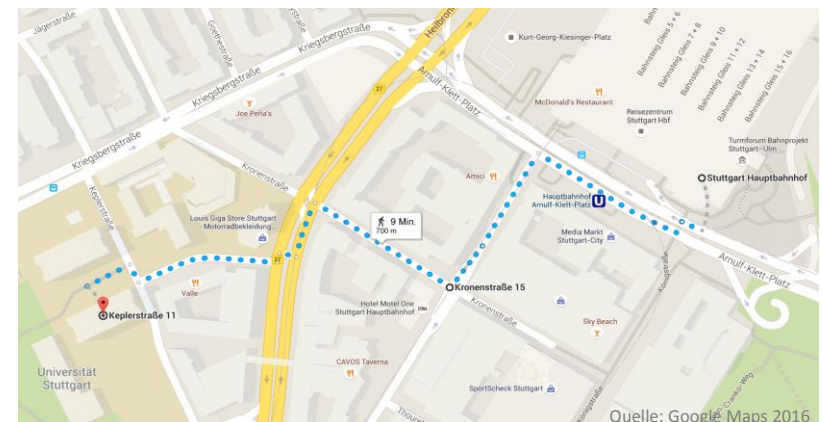 Jägerstraße
Goethestraße
Kriegsbergstraße
Heilbron
27
Kurt-Georg-Kiesinger-Platz
Bahnsteig Gleis 5 + 6
Bahnsteig Gleis 7 + 8
Bahnsteig Gleis 9 + 10
Bahnsteig Gleis 11 + 12
Bahnsteig Gleis 13 + 14
Bahnsteig Gleis 15 + 16
Arnulf-Klett-Platz
McDonald's Restaurant
Joe Peña's
Reisezentrum
Stuttgart Hbf
Kriegsbergstraße
Turmforum Bahnprojekt
Stuttgart-Ulm
Keplerstraße
Kronenstraße
Amici
Stuttgart Hauptbahnhof
Hauptbahnhof
Arnulf-Klett-Platz
U
Louis Giga Store Stuttgart
- Motorradbekleidung...
9 Min.
700 m
Media Markt
Stuttgart-City
27
Arnulf-Klett-Platz
Königstraße
Valle
Kronenstraße 15
Hotel Motel One
Stuttgart Hauptbahnhof
Kronenstraße
Keplerstraße 11
Sky Beach
Universität
Stuttgart
CAVOS Taverna
SportScheck Stuttgart
Königstraße
Cranko-Weg
Quelle: Google Maps 2016